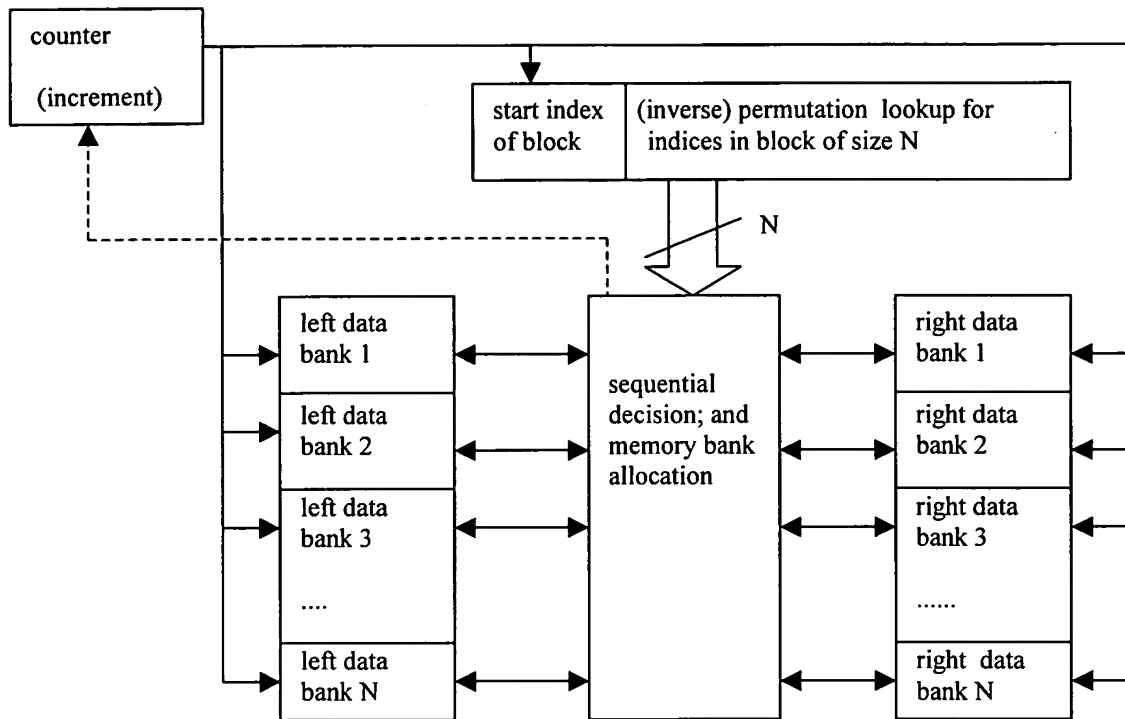 counter
(increment)
start index
of block
(inverse) permutation lookup for
indices in block of size N
N
left data
bank 1
left data
bank 2
left data
bank 3
....
left data
bank N
sequential
decision; and
memory bank
allocation
right data
bank 1
right data
bank 2
right data
bank 3
......
right data
bank N